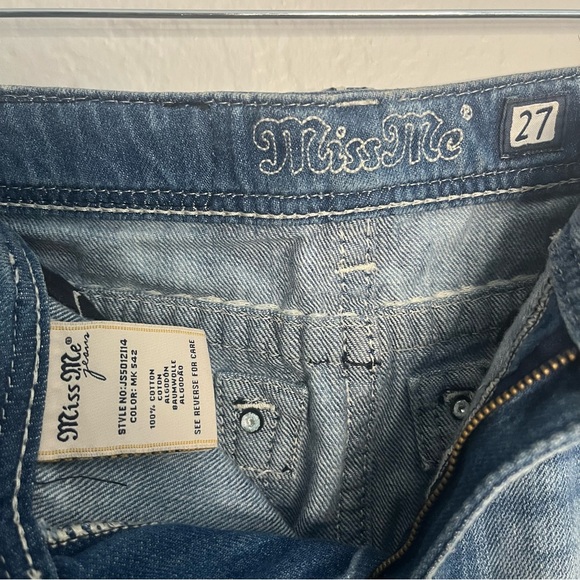 Miss Me®
27
Miss Me®
jeans
STYLE NO:JS5012114
COLOR: MK 542
100% COTTON
COTON
ALGODÓN
BAUMWOLLE
ALGODÃO
SEE REVERSE FOR CARE